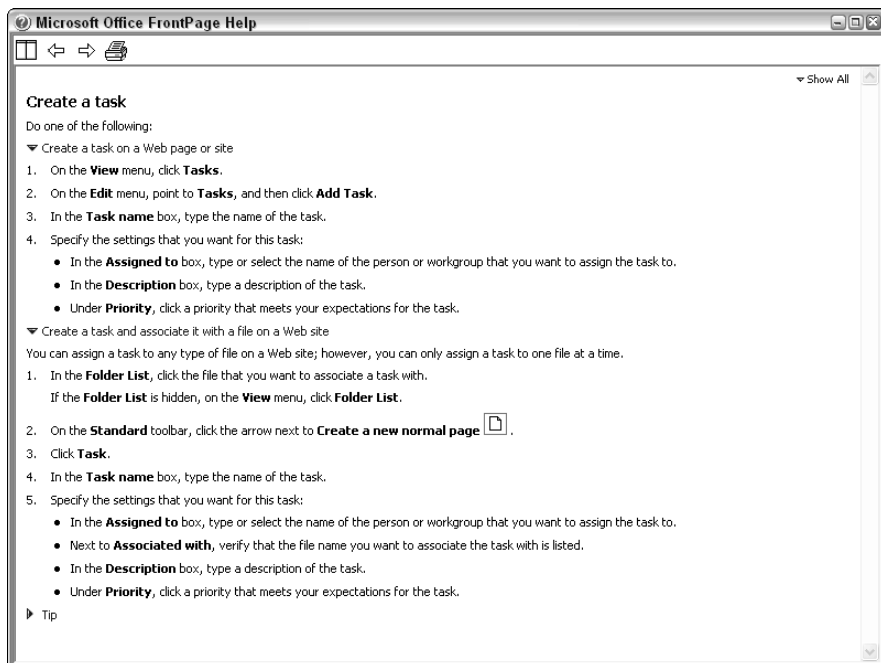 Microsoft Office FrontPage Help
Show All
Create a task
Do one of the following:
Create a task on a Web page or site
1. On the View menu, click Tasks.
2. On the Edit menu, point to Tasks, and then click Add Task.
3. In the Task name box, type the name of the task.
4. Specify the settings that you want for this task:
• In the Assigned to box, type or select the name of the person or workgroup that you want to assign the task to.
• In the Description box, type a description of the task.
• Under Priority, click a priority that meets your expectations for the task.
Create a task and associate it with a file on a Web site
You can assign a task to any type of file on a Web site; however, you can only assign a task to one file at a time.
1. In the Folder List, click the file that you want to associate a task with.
If the Folder List is hidden, on the View menu, click Folder List.
2. On the Standard toolbar, click the arrow next to Create a new normal page .
3. Click Task.
4. In the Task name box, type the name of the task.
5. Specify the settings that you want for this task:
• In the Assigned to box, type or select the name of the person or workgroup that you want to assign the task to.
• Next to Associated with, verify that the file name you want to associate the task with is listed.
• In the Description box, type a description of the task.
• Under Priority, click a priority that meets your expectations for the task.
Tip